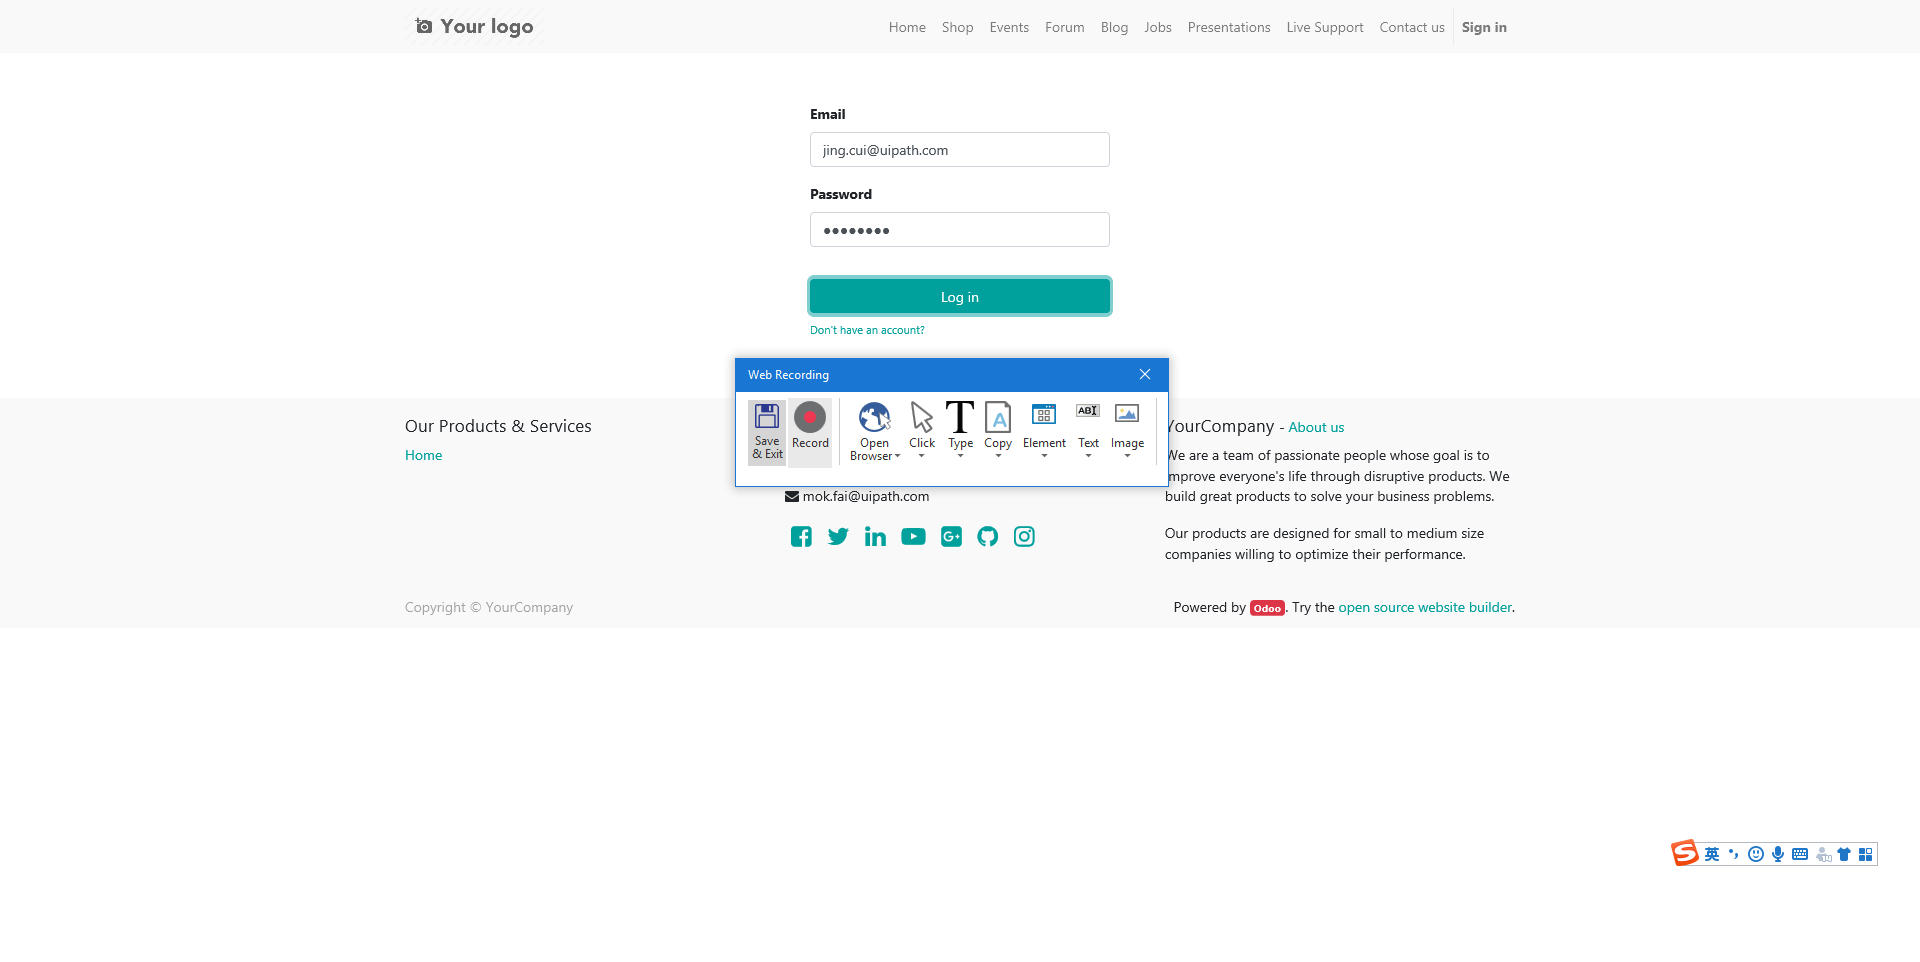 Your logo
Home Shop Events Forum Blog Jobs Presentations Live Support Contact us Sign in
Email
jing.cui@uipath.com
Password
Log in
Don't have an account?
Web Recording
Save & Exit
Record
Open Browser
Click
Type
Copy
Element
Text
Image
Our Products & Services
Home
mok.fai@uipath.com
YourCompany - About us
We are a team of passionate people whose goal is to
improve everyone's life through disruptive products. We
build great products to solve your business problems.
Our products are designed for small to medium size
companies willing to optimize their performance.
Copyright © YourCompany
Powered by Odoo. Try the open source website builder.
英